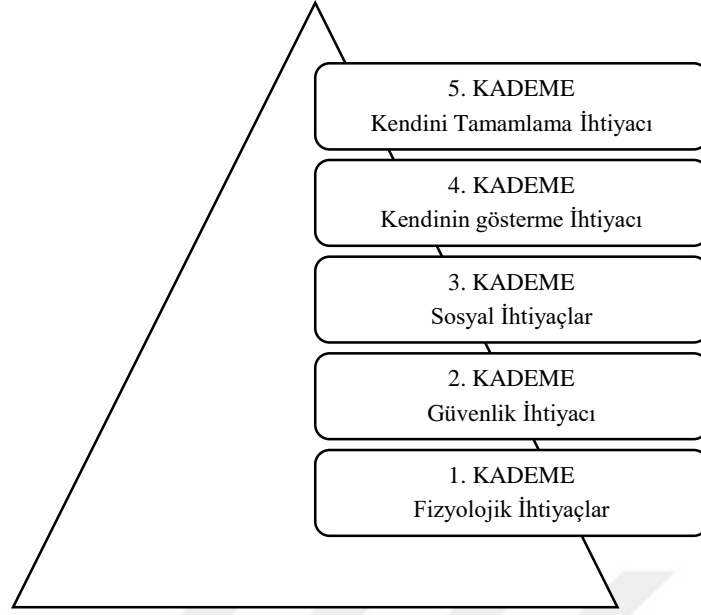 5. KADEME
Kendini Tamamlama İhtiyacı
4. KADEME
Kendinin gösterme İhtiyacı
3. KADEME
Sosyal İhtiyaçlar
2. KADEME
Güvenlik İhtiyacı
1. KADEME
Fizyolojik İhtiyaçlar